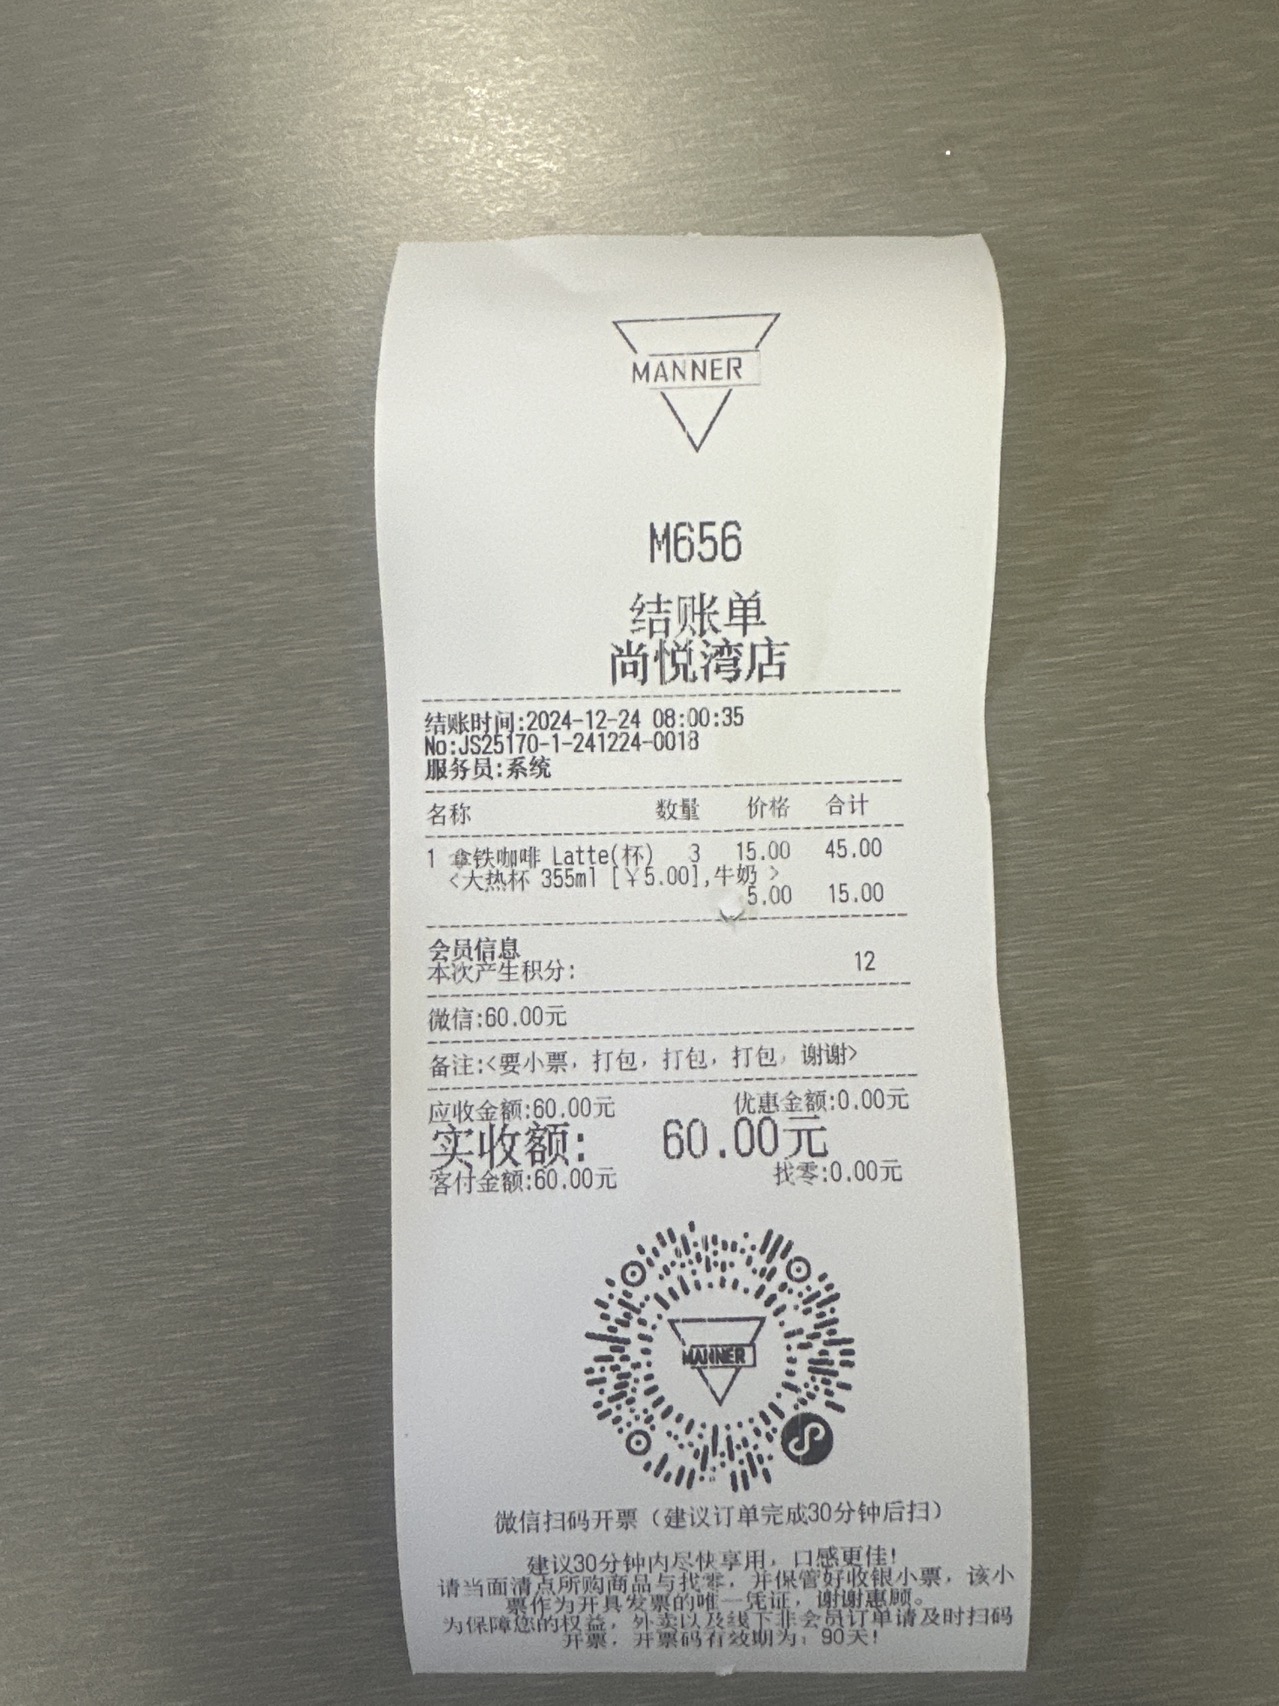 MANNER
M656
结账单
尚悦湾店
结账时间:2024-12-24 08:00:35
No:JS25170-1-241224-0018
服务员:系统
名称 数量 价格 合计
1 拿铁咖啡 Latte(杯) 3 15.00 45.00
<大热杯 355ml [￥5.00],牛奶 >
5.00 15.00
会员信息
本次产生积分: 12
微信:60.00元
备注:<要小票, 打包, 打包, 打包, 谢谢>
应收金额:60.00元 优惠金额:0.00元
实收额: 60.00元
客付金额:60.00元 找零:0.00元
MANNER
微信扫码开票（建议订单完成30分钟后扫）
建议30分钟内尽快享用, 口感更佳!
请当面清点所购商品与找零, 并保管好收银小票, 该小
票作为开具发票的唯一凭证, 谢谢惠顾。
为保障您的权益, 外卖以及线下非会员订单请及时扫码
开票, 开票码有效期为: 90天!